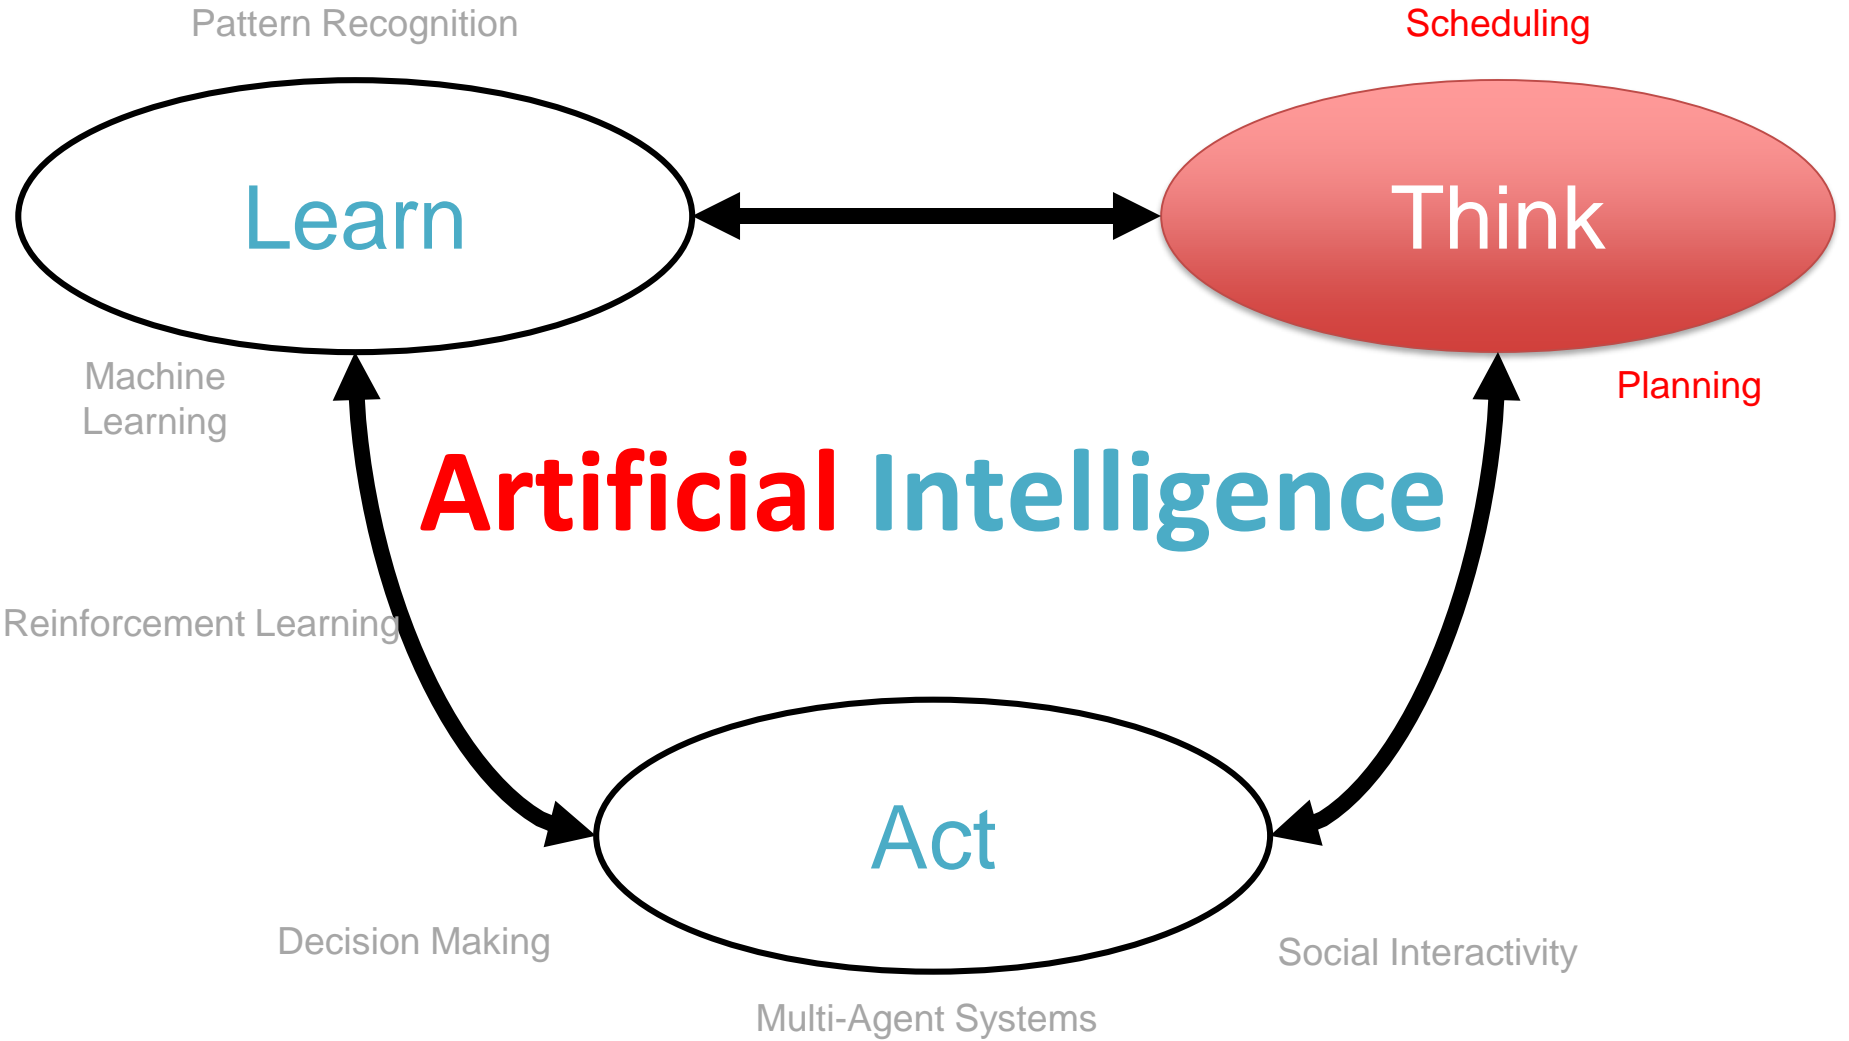 Pattern Recognition
Scheduling
Learn
Think
Machine
Learning
Planning
Artificial Intelligence
Reinforcement Learning
Act
Decision Making
Social Interactivity
Multi-Agent Systems